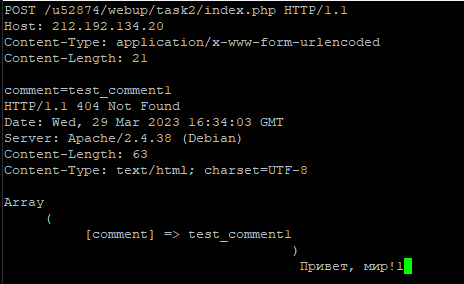 POST /u52874/webup/task2/index.php HTTP/1.1
Host: 212.192.134.20
Content-Type: application/x-www-form-urlencoded
Content-Length: 21
comment=test_comment1
HTTP/1.1 404 Not Found
Date: Wed, 29 Mar 2023 16:34:03 GMT
Server: Apache/2.4.38 (Debian)
Content-Length: 63
Content-Type: text/html; charset=UTF-8
Array
(
[comment] => test_comment1
)
Привет, мир!1